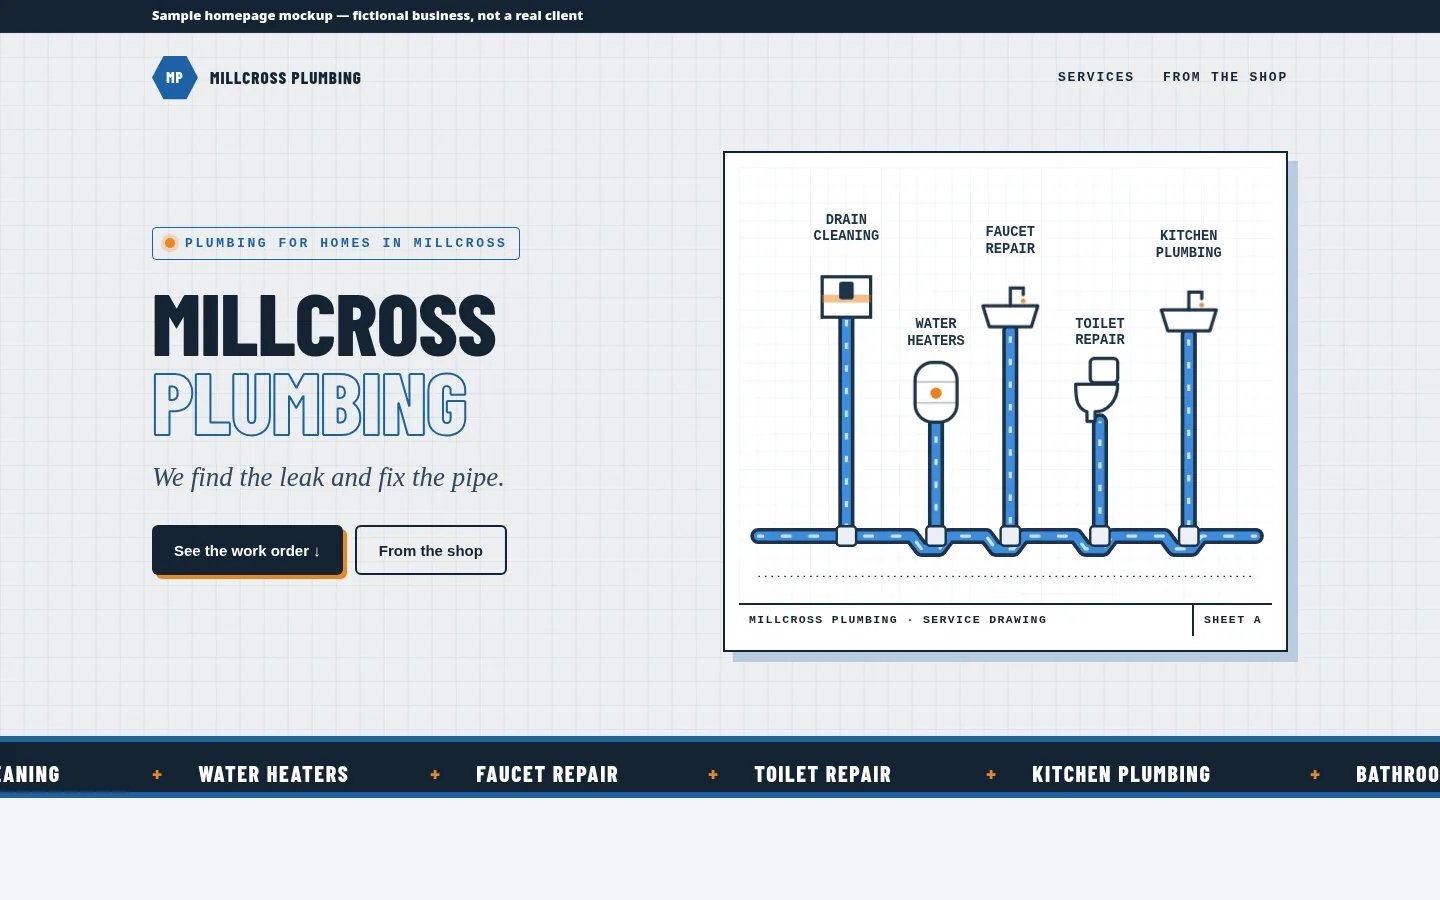 Sample homepage mockup — fictional business, not a real client
MP
MILLCROSS PLUMBING
SERVICES
FROM THE SHOP
PLUMBING FOR HOMES IN MILLCROSS
MILLCROSS
PLUMBING
We find the leak and fix the pipe.
See the work order ↓
From the shop
DRAIN
CLEANING
WATER
HEATERS
FAUCET
REPAIR
TOILET
REPAIR
KITCHEN
PLUMBING
MILLCROSS PLUMBING · SERVICE DRAWING
SHEET A
EANING + WATER HEATERS + FAUCET REPAIR + TOILET REPAIR + KITCHEN PLUMBING + BATHROO